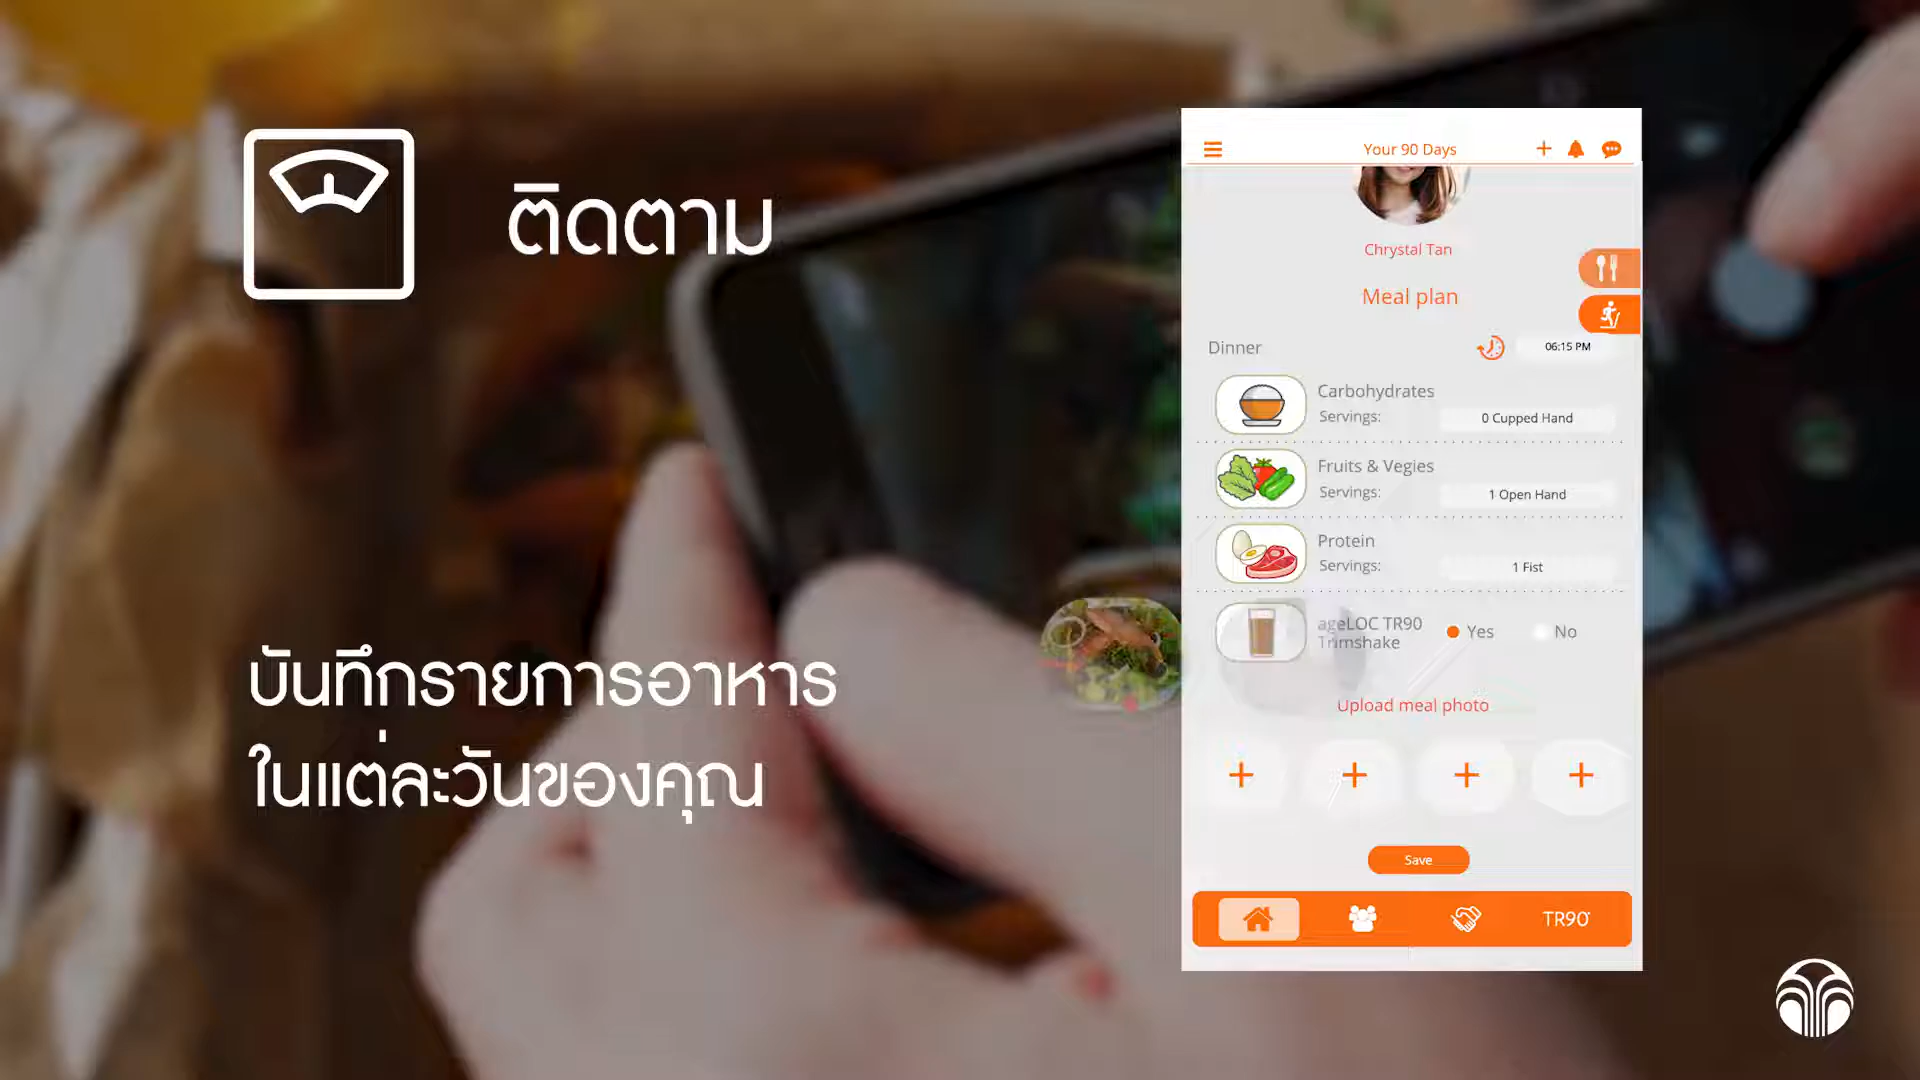 ติดตาม
บันทึกรายการอาหาร
ในแต่ละวันของคุณ
Your 90 Days
Chrystal Tan
Meal plan
Dinner
06:15 PM
Carbohydrates
Servings:
0 Cupped Hand
Fruits & Vegies
Servings:
1 Open Hand
Protein
Servings:
1 Fist
ageLOC TR90
Trimshake
Yes
No
Upload meal photo
Save
TR90